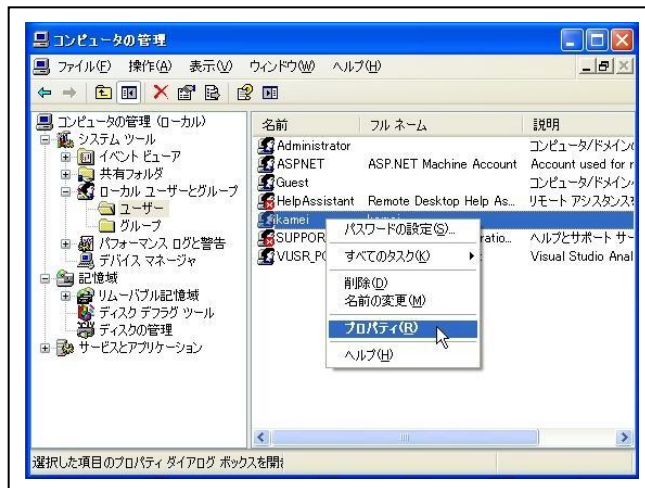 コンピュータの管理
ファイル(F) 操作(A) 表示(V) ウィンドウ(W) ヘルプ(H)
コンピュータの管理 (ローカル)
システム ツール
イベント ビューア
共有フォルダ
ローカル ユーザーとグループ
ユーザー
グループ
パフォーマンス ログと警告
デバイス マネージャ
記憶域
リムーバブル記憶域
ディスク デフラグ ツール
ディスクの管理
サービスとアプリケーション
名前 フル ネーム 説明
Administrator コンピュータ/ドメイン
ASPNET ASP.NET Machine Account Account used for r
Guest コンピュータ/ドメイン
HelpAssistant Remote Desktop Help As... リモート アシスタンス
kamei
SUPPOR ratio... ヘルプとサポート サー
VUSR_P Visual Studio Anal
パスワードの設定(S)...
すべてのタスク(K)
削除(D)
名前の変更(M)
プロパティ(R)
ヘルプ(H)
選択した項目のプロパティ ダイアログ ボックスを開